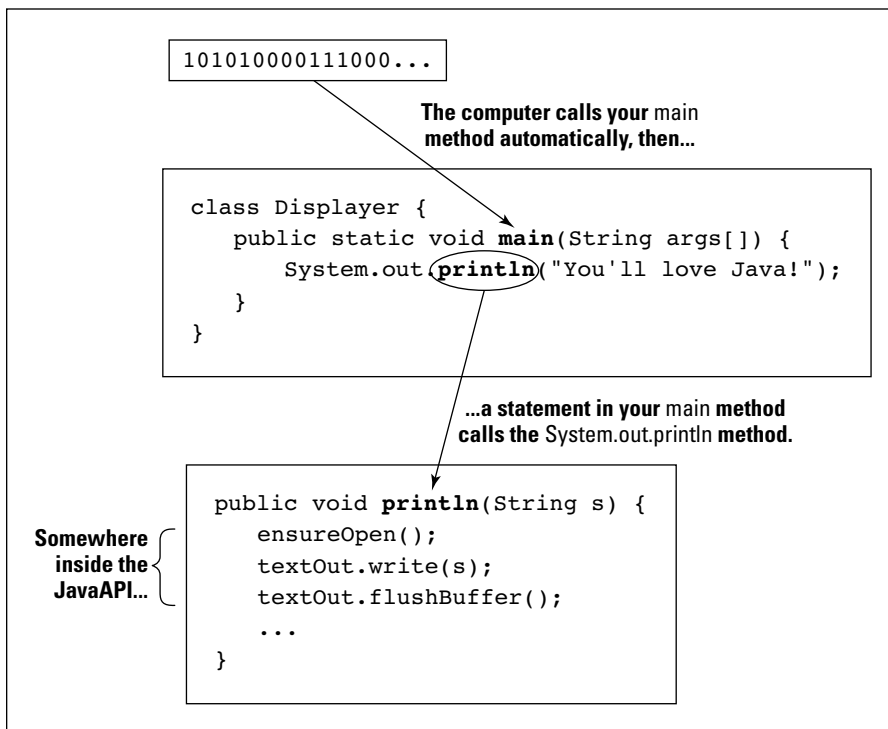 101010000111000...
The computer calls your main
method automatically, then...
class Displayer {
public static void main(String args[]) {
System.out.println("You'll love Java!");
}
}
...a statement in your main method
calls the System.out.println method.
public void println(String s) {
ensureOpen();
textOut.write(s);
textOut.flushBuffer();
...
}
Somewhere
inside the
JavaAPI...